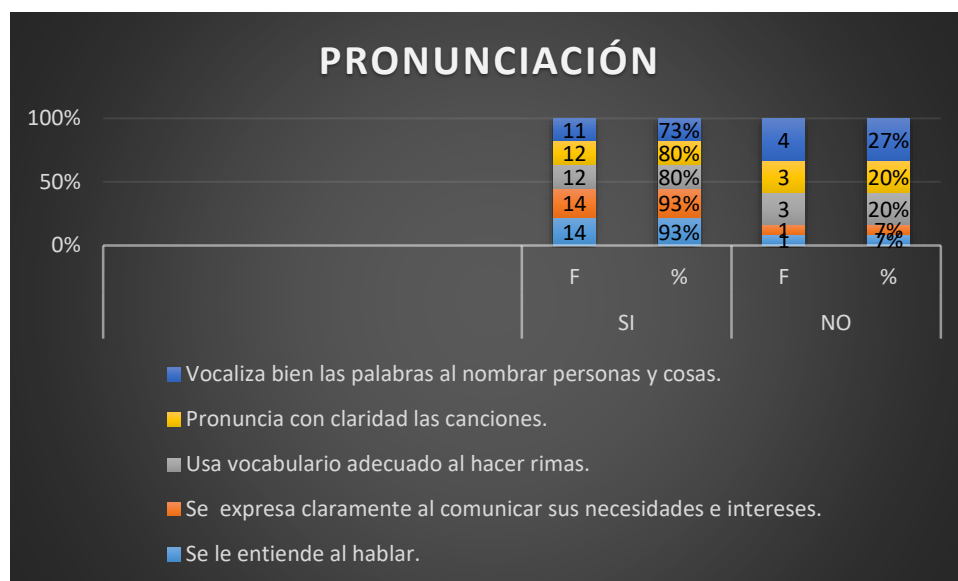 PRONUNCIACIÓN
100%
11 73% 4 27%
12 80% 3 20%
50%
12 80% 3 20%
14 93% 1 7%
14 93% 1 7%
0%
F % F %
SI NO
Vocaliza bien las palabras al nombrar personas y cosas.
Pronuncia con claridad las canciones.
Usa vocabulario adecuado al hacer rimas.
Se expresa claramente al comunicar sus necesidades e intereses.
Se le entiende al hablar.